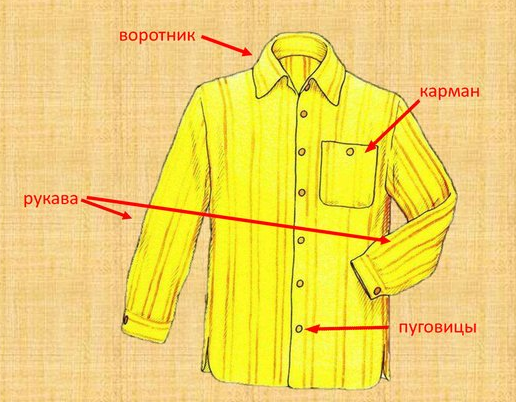 воротник
карман
рукава
пуговицы